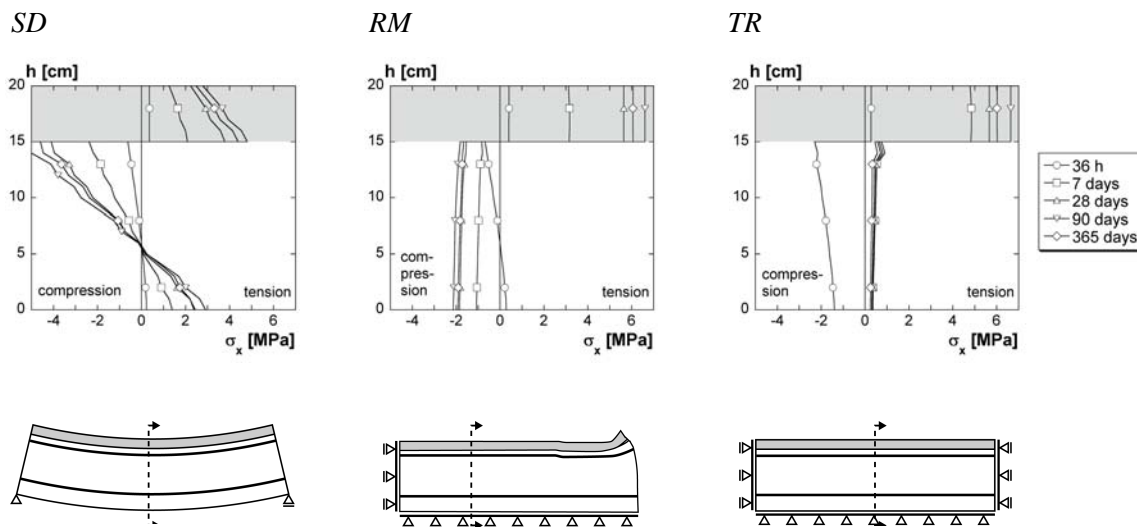 SD
RM
TR
h [cm]
20
15
10
5
0
compression
tension
-4 -2 0 2 4 6
σx [MPa]
h [cm]
20
15
10
5
0
com-
pres-
sion
tension
-4 -2 0 2 4 6
σx [MPa]
h [cm]
20
15
10
5
0
compres-
sion
tension
-4 -2 0 2 4 6
σx [MPa]
36 h
7 days
28 days
90 days
365 days